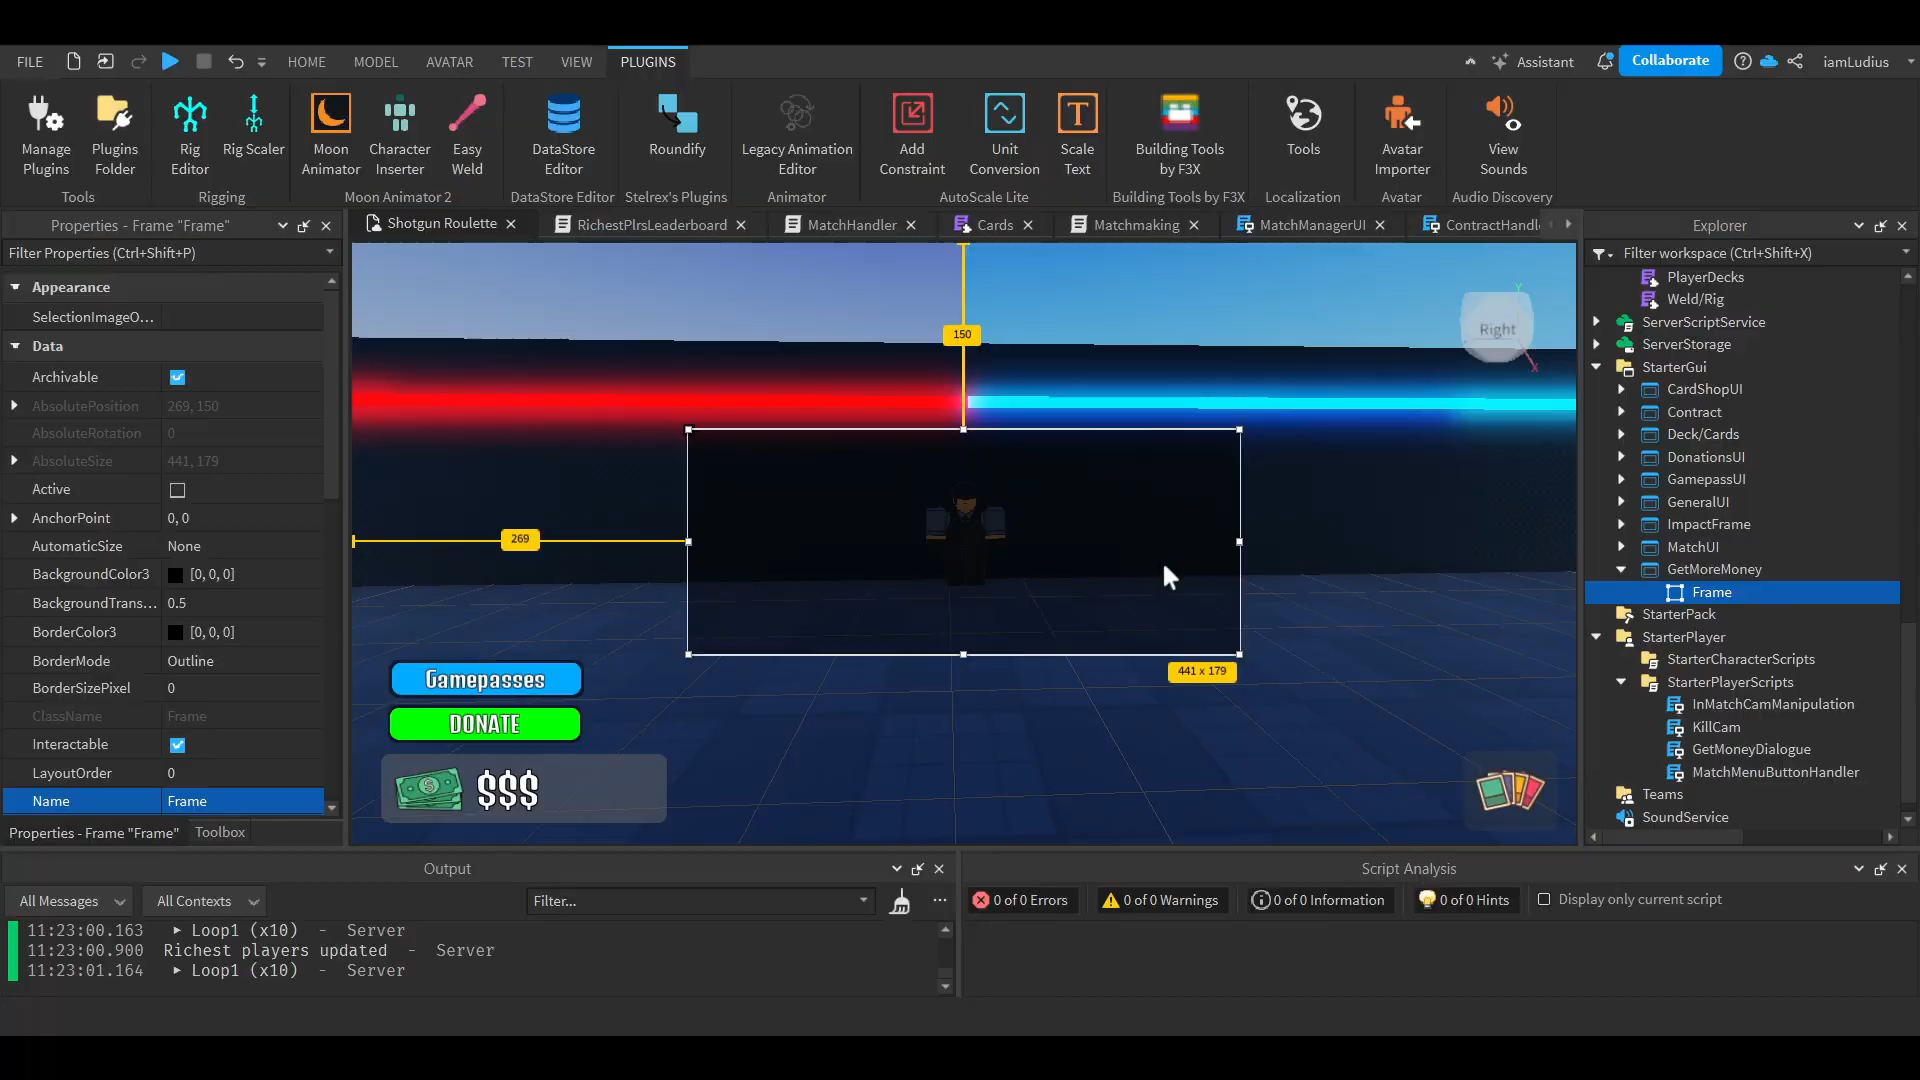 FILE
HOME
MODEL
AVATAR
TEST
VIEW
PLUGINS
Assistant
Collaborate
iamLudius
Manage Plugins
Plugins Folder
Rig Editor
Rig Scaler
Moon Animator
Character Inserter
Easy Weld
DataStore Editor
Roundify
Legacy Animation Editor
Add Constraint
Unit Conversion
Scale Text
Building Tools by F3X
Tools
Avatar Importer
View Sounds
Tools
Rigging
Moon Animator 2
DataStore Editor
Stelrex's Plugins
Animator
AutoScale Lite
Building Tools by F3X
Localization
Avatar
Audio Discovery
Properties - Frame "Frame"
Filter Properties (Ctrl+Shift+P)
Appearance
SelectionImageO...
Data
Archivable
AbsolutePosition 269, 150
AbsoluteRotation 0
AbsoluteSize 441, 179
Active
AnchorPoint 0, 0
AutomaticSize None
BackgroundColor3 [0, 0, 0]
BackgroundTrans... 0.5
BorderColor3 [0, 0, 0]
BorderMode Outline
BorderSizePixel 0
ClassName Frame
Interactable
LayoutOrder 0
Name Frame
Properties - Frame "Frame"
Toolbox
Shotgun Roulette
RichestPlrsLeaderboard
MatchHandler
Cards
Matchmaking
MatchManagerUI
ContractHandl
150
Right
Y
X
269
441 x 179
Gamepasses
DONATE
$$$
Explorer
Filter workspace (Ctrl+Shift+X)
PlayerDecks
Weld/Rig
ServerScriptService
ServerStorage
StarterGui
CardShopUI
Contract
Deck/Cards
DonationsUI
GamepassUI
GeneralUI
ImpactFrame
MatchUI
GetMoreMoney
Frame
StarterPack
StarterPlayer
StarterCharacterScripts
StarterPlayerScripts
InMatchCamManipulation
KillCam
GetMoneyDialogue
MatchMenuButtonHandler
Teams
SoundService
Output
All Messages
All Contexts
Filter...
11:23:00.163 Loop1 (x10) - Server
11:23:00.900 Richest players updated - Server
11:23:01.164 Loop1 (x10) - Server
Script Analysis
0 of 0 Errors
0 of 0 Warnings
0 of 0 Information
0 of 0 Hints
Display only current script